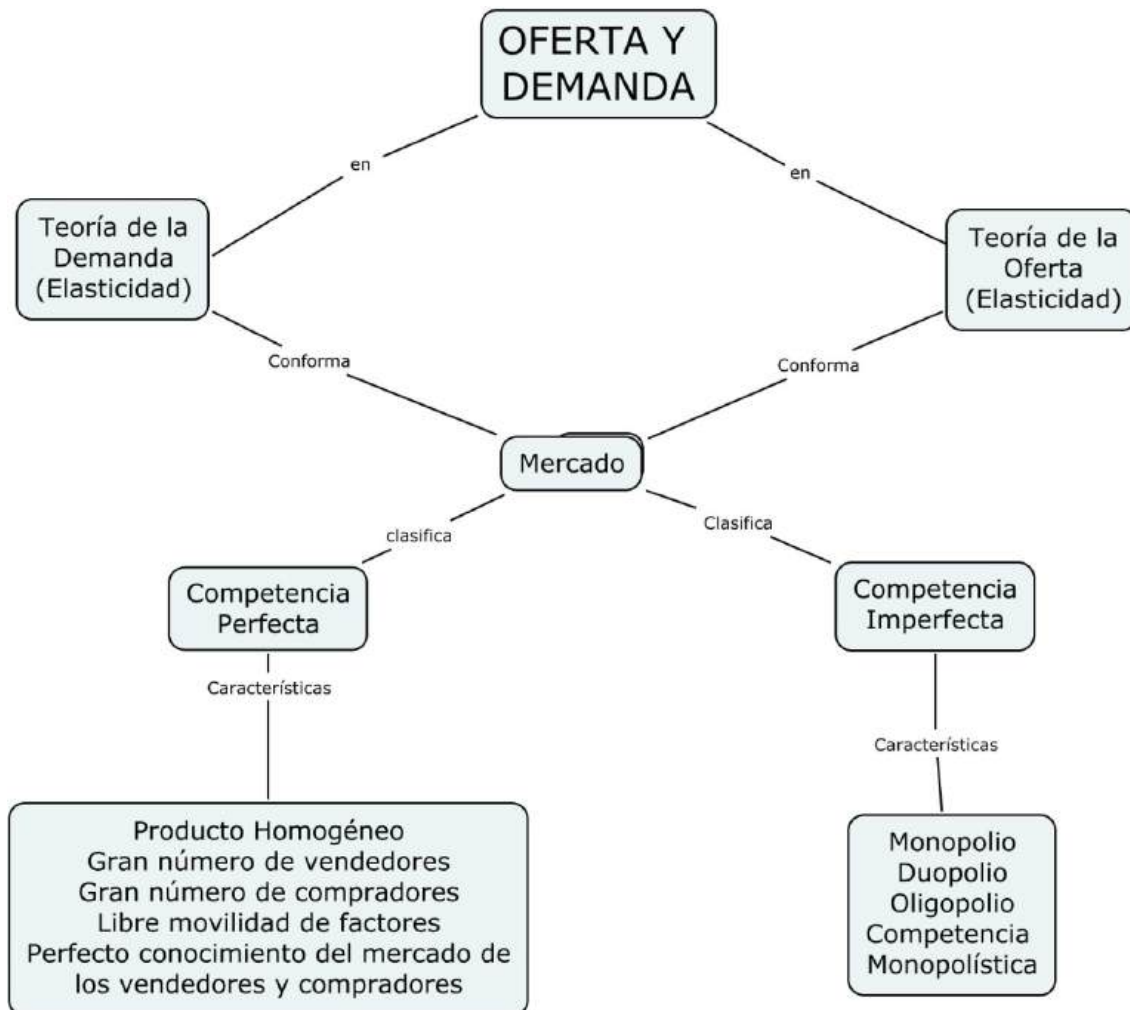 OFERTA Y
DEMANDA
en
en
Teoría de la
Demanda
(Elasticidad)
Teoría de la
Oferta
(Elasticidad)
Conforma
Conforma
Mercado
clasifica
Clasifica
Competencia
Perfecta
Competencia
Imperfecta
Características
Características
Producto Homogéneo
Gran número de vendedores
Gran número de compradores
Libre movilidad de factores
Perfecto conocimiento del mercado de
los vendedores y compradores
Monopolio
Duopolio
Oligopolio
Competencia
Monopolística